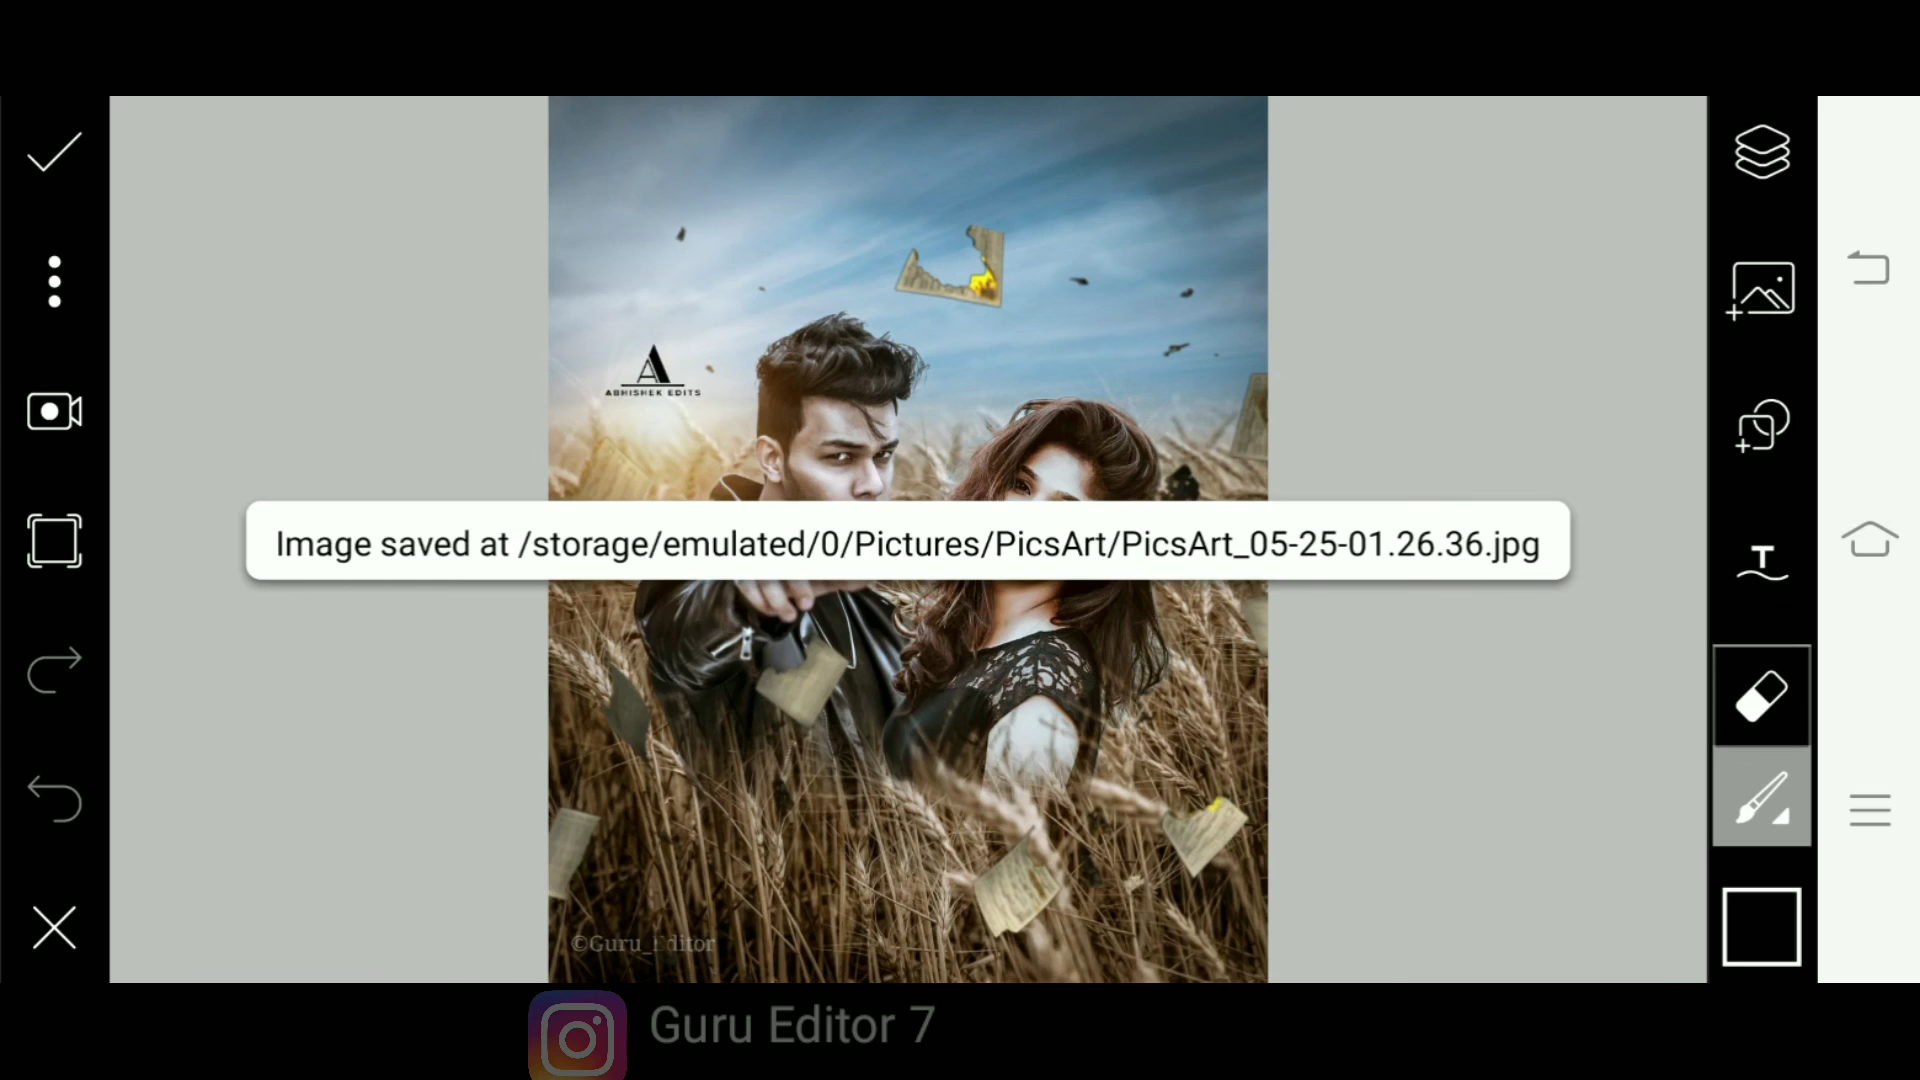 A
ABHISHEK EDITS
Image saved at /storage/emulated/0/Pictures/PicsArt/PicsArt_05-25-01.26.36.jpg
T
©Guru_Editor
Guru Editor 7